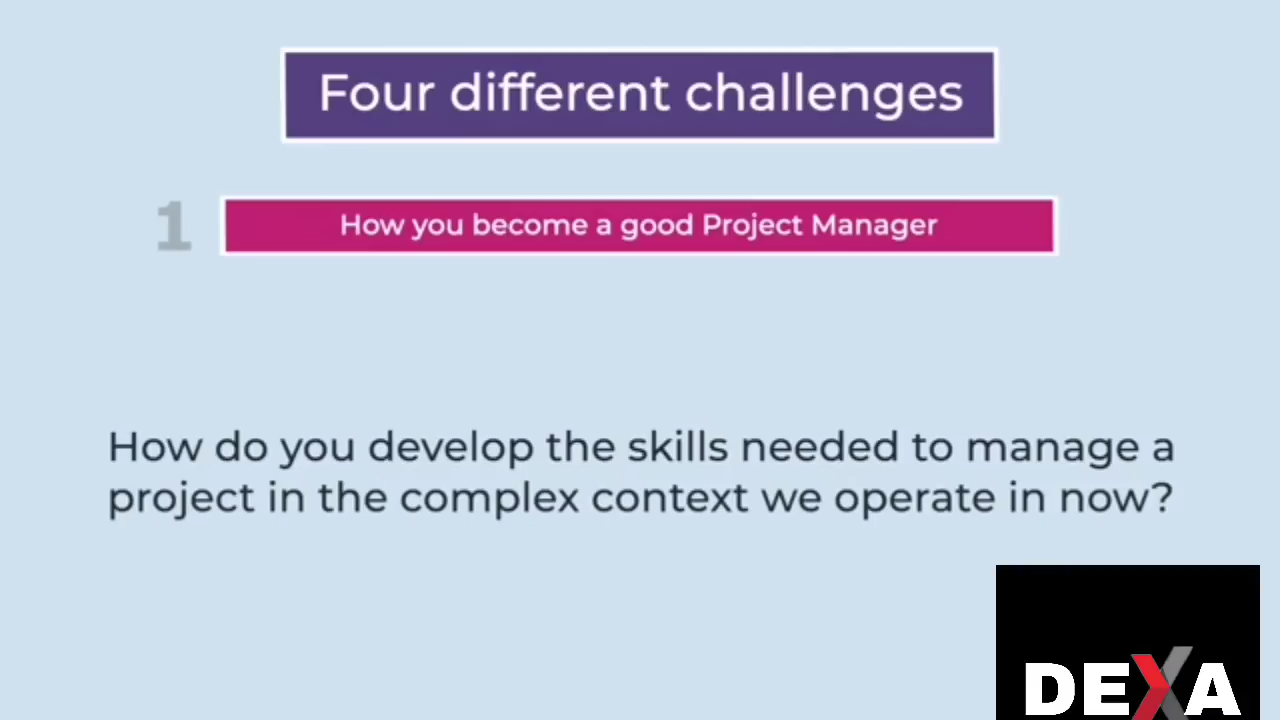 Four different challenges
1
How you become a good Project Manager
How do you develop the skills needed to manage a
project in the complex context we operate in now?
DEXA